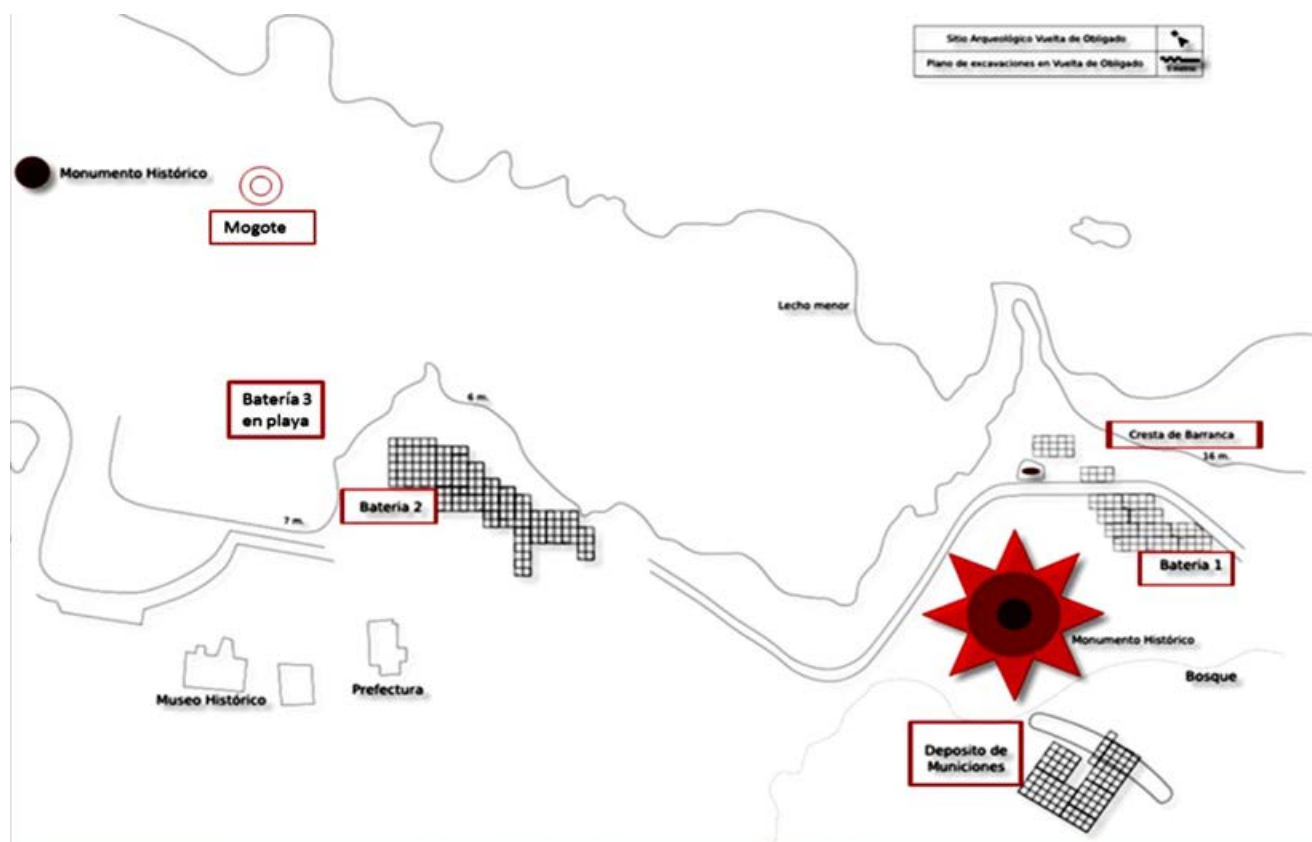 Sitio Arqueológico Vuelta de Obligado
Plano de excavaciones en Vuelta de Obligado
Monumento Histórico
Mogote
Lecho menor
Batería 3
en playa
6 m.
Cresta de Barranca
16 m.
Bateria 2
7 m.
Bateria 1
Monumento Histórico
Bosque
Museo Histórico
Prefectura
Deposito de
Municiones